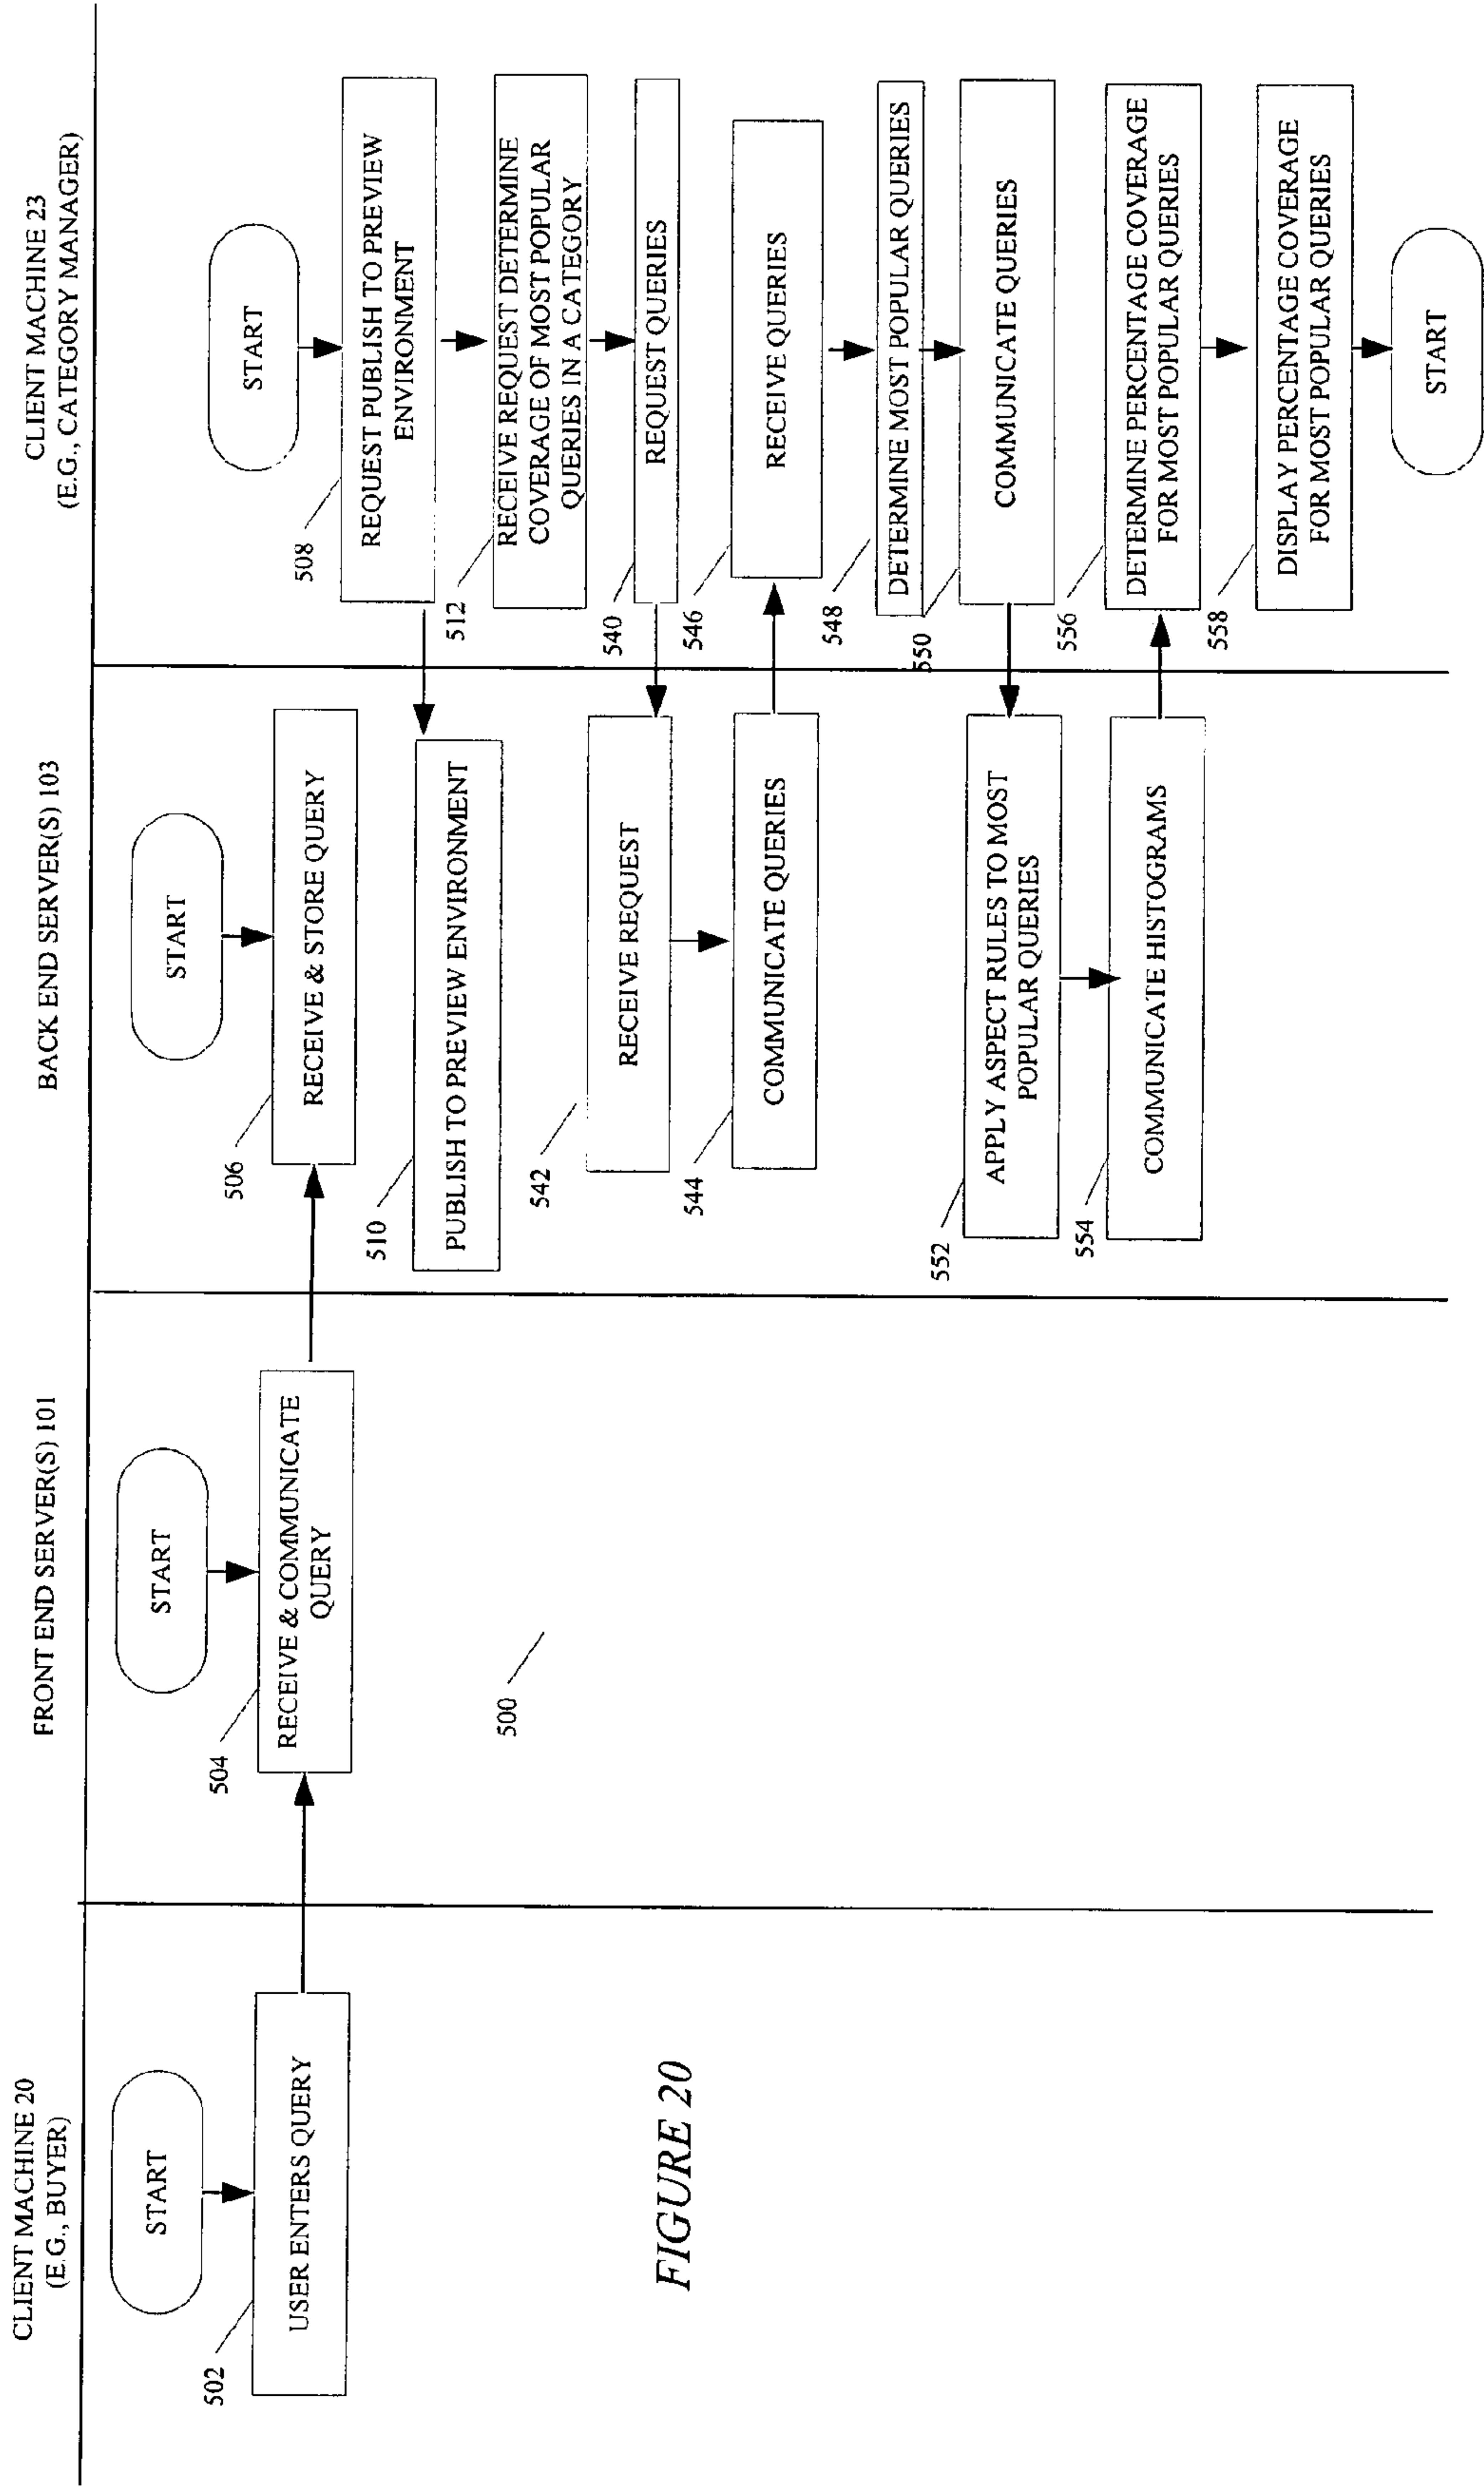 CLIENT MACHINE 20
(E.G., BUYER)
START
502
USER ENTERS QUERY
FRONT END SERVER(S) 101
START
504
RECEIVE & COMMUNICATE
QUERY
500
BACK END SERVER(S) 103
START
506
RECEIVE & STORE QUERY
510
PUBLISH TO PREVIEW ENVIRONMENT
542
RECEIVE REQUEST
544
COMMUNICATE QUERIES
552
APPLY ASPECT RULES TO MOST
POPULAR QUERIES
554
COMMUNICATE HISTOGRAMS
CLIENT MACHINE 23
(E.G., CATEGORY MANAGER)
START
508
REQUEST PUBLISH TO PREVIEW
ENVIRONMENT
512
RECEIVE REQUEST DETERMINE
COVERAGE OF MOST POPULAR
QUERIES IN A CATEGORY
540
REQUEST QUERIES
546
RECEIVE QUERIES
548
DETERMINE MOST POPULAR QUERIES
550
COMMUNICATE QUERIES
556
DETERMINE PERCENTAGE COVERAGE
FOR MOST POPULAR QUERIES
558
DISPLAY PERCENTAGE COVERAGE
FOR MOST POPULAR QUERIES
START
FIGURE 20